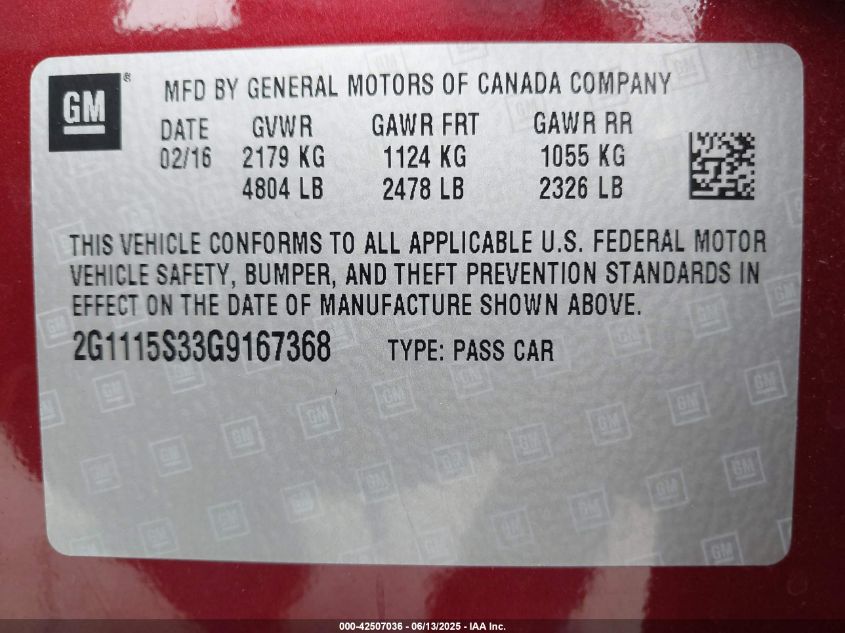 GM ®
MFD BY GENERAL MOTORS OF CANADA COMPANY
DATE GVWR GAWR FRT GAWR RR
02/16 2179 KG 1124 KG 1055 KG
4804 LB 2478 LB 2326 LB
THIS VEHICLE CONFORMS TO ALL APPLICABLE U.S. FEDERAL MOTOR
VEHICLE SAFETY, BUMPER, AND THEFT PREVENTION STANDARDS IN
EFFECT ON THE DATE OF MANUFACTURE SHOWN ABOVE.
2G1115S33G9167368 TYPE: PASS CAR
000-42507036 - 06/13/2025 - IAA Inc.